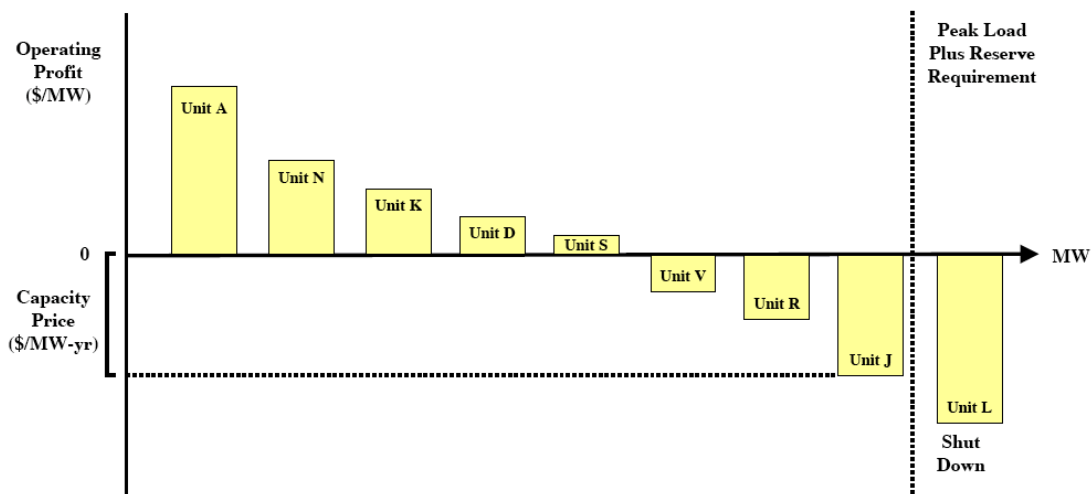 Operating
Profit
($/MW)
Peak Load
Plus Reserve
Requirement
Unit A
Unit N
Unit K
Unit D
Unit S
0
MW
Unit V
Unit R
Capacity
Price
($/MW-yr)
Unit J
Unit L
Shut
Down